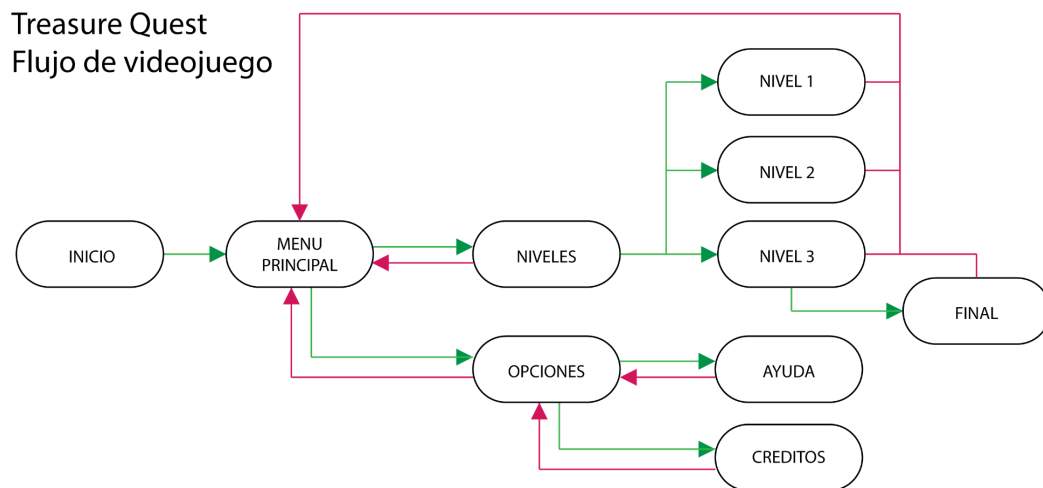 Treasure Quest
Flujo de videojuego
NIVEL 1
NIVEL 2
INICIO
MENU
PRINCIPAL
NIVELES
NIVEL 3
FINAL
OPCIONES
AYUDA
CREDITOS